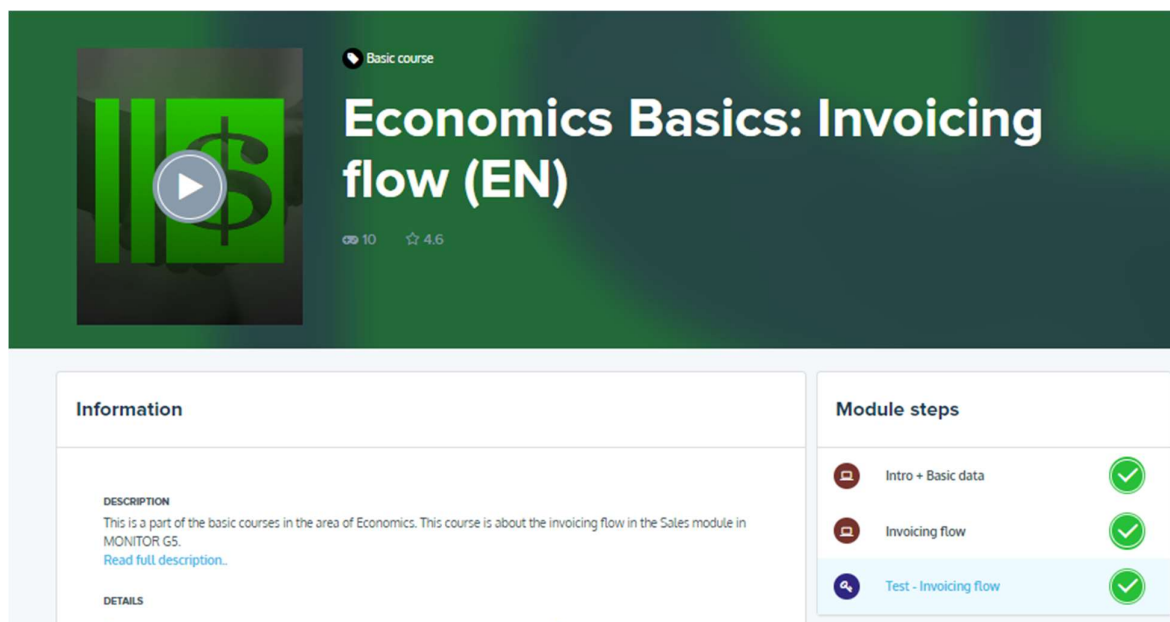 Basic course
Economics Basics: Invoicing
flow (EN)
10
4.6
Information
DESCRIPTION
This is a part of the basic courses in the area of Economics. This course is about the invoicing flow in the Sales module in
MONITOR G5.
Read full description..
DETAILS
Module steps
Intro + Basic data
Invoicing flow
Test - Invoicing flow